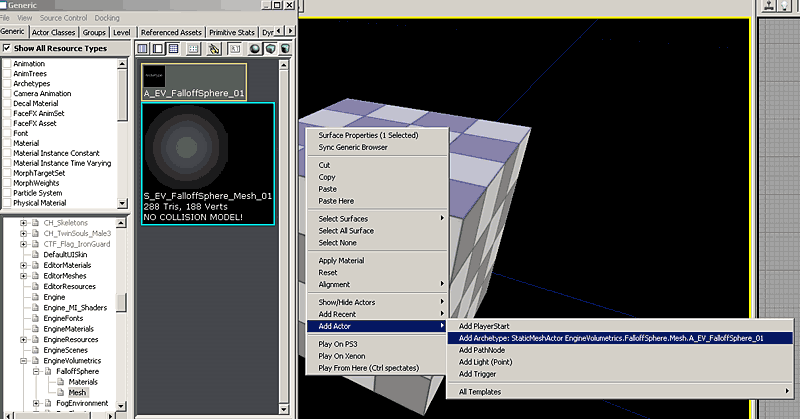 Generic
File View Source Control Docking
Generic Actor Classes Groups Level Referenced Assets Primitive Stats Dyr
Show All Resource Types
Animation
AnimTrees
Archetypes
Camera Animation
Decal Material
FaceFX AnimSet
FaceFX Asset
Font
Material
Material Instance Constant
Material Instance Time Varying
MorphTargetSet
MorphWeights
Particle System
Physical Material
CH_Skeletons
CH_TwinSouls_Male3
CTF_Flag_IronGuard
DefaultUISkin
EditorMaterials
EditorMeshes
EditorResources
Engine
Engine_MI_Shaders
EngineFonts
EngineMaterials
EngineResources
EngineScenes
EngineVolumetrics
FalloffSphere
Materials
Mesh
FogEnvironment
Archetype
A_EV_FalloffSphere_01
S_EV_FalloffSphere_Mesh_01
288 Tris, 188 Verts
NO COLLISION MODEL!
Surface Properties (1 Selected)
Sync Generic Browser
Cut
Copy
Paste
Paste Here
Select Surfaces
Select All Surface
Select None
Apply Material
Reset
Alignment
Show/Hide Actors
Add Recent
Add Actor
Play On PS3
Play On Xenon
Play From Here (Ctrl spectates)
Add PlayerStart
Add Archetype: StaticMeshActor EngineVolumetrics.FalloffSphere.Mesh.A_EV_FalloffSphere_01
Add PathNode
Add Light (Point)
Add Trigger
All Templates